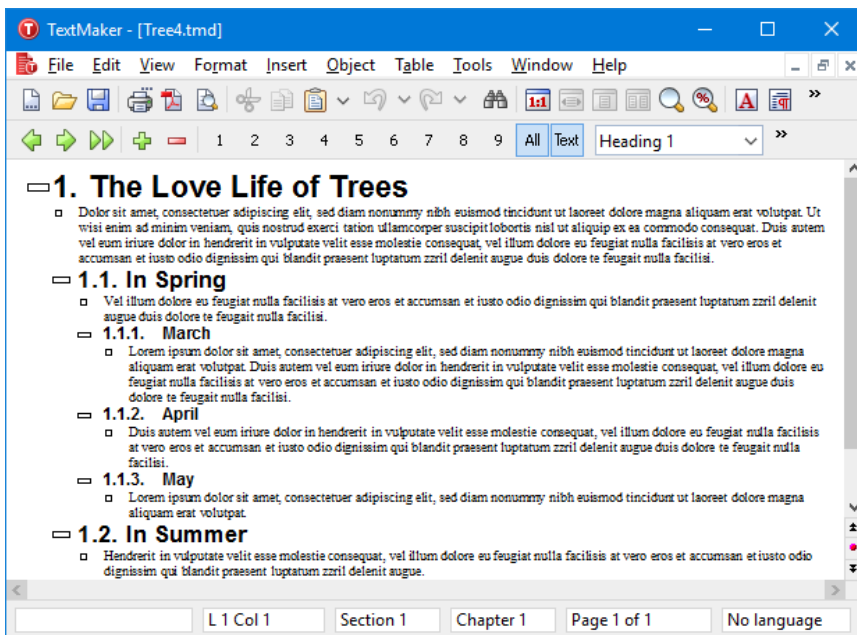 TextMaker - [Tree4.tmd]
File Edit View Format Insert Object Table Tools Window Help
1:1 A
1 2 3 4 5 6 7 8 9 All Text Heading 1
1. The Love Life of Trees
Dolor sit amet, consectetuer adipiscing elit, sed diam nonummy nibh euismod tincidunt ut laoreet dolore magna aliquam erat volutpat. Ut
wisi enim ad minim veniam, quis nostrud exerci tation ullamcorper suscipit lobortis nisl ut aliquip ex ea commodo consequat. Duis autem
vel eum iriure dolor in hendrerit in vulputate velit esse molestie consequat, vel illum dolore eu feugiat nulla facilisis at vero eros et
accumsan et iusto odio dignissim qui blandit praesent luptatum zzril delenit augue duis dolore te feugait nulla facilisi.
1.1. In Spring
Vel illum dolore eu feugiat nulla facilisis at vero eros et accumsan et iusto odio dignissim qui blandit praesent luptatum zzril delenit
augue duis dolore te feugait nulla facilisi.
1.1.1. March
Lorem ipsum dolor sit amet, consectetuer adipiscing elit, sed diam nonummy nibh euismod tincidunt ut laoreet dolore magna
aliquam erat volutpat. Duis autem vel eum iriure dolor in hendrerit in vulputate velit esse molestie consequat, vel illum dolore eu
feugiat nulla facilisis at vero eros et accumsan et iusto odio dignissim qui blandit praesent luptatum zzril delenit augue duis
dolore te feugait nulla facilisi.
1.1.2. April
Duis autem vel eum iriure dolor in hendrerit in vulputate velit esse molestie consequat, vel illum dolore eu feugiat nulla facilisis
at vero eros et accumsan et iusto odio dignissim qui blandit praesent luptatum zzril delenit augue duis dolore te feugait nulla
facilisi.
1.1.3. May
Lorem ipsum dolor sit amet, consectetuer adipiscing elit, sed diam nonummy nibh euismod tincidunt ut laoreet dolore magna
aliquam erat volutpat.
1.2. In Summer
Hendrerit in vulputate velit esse molestie consequat, vel illum dolore eu feugiat nulla facilisis at vero eros et accumsan et iusto odio
dignissim qui blandit praesent luptatum zzril delenit augue.
L 1 Col 1 Section 1 Chapter 1 Page 1 of 1 No language